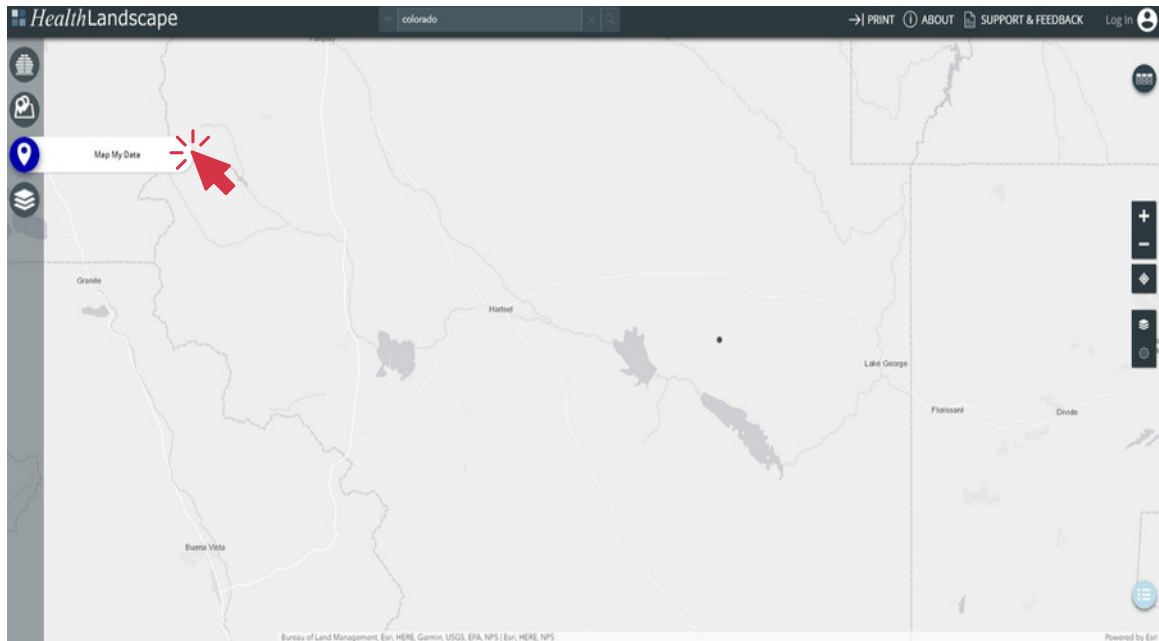 HealthLandscape
colorado
PRINT
ABOUT
SUPPORT & FEEDBACK
Log In
Map My Data
Granite
Hartsel
Lake George
Florissant
Divide
Buena Vista
Bureau of Land Management, Esri, HERE, Garmin, USGS, EPA, NPS | Esri, HERE, NPS
Powered by Esri